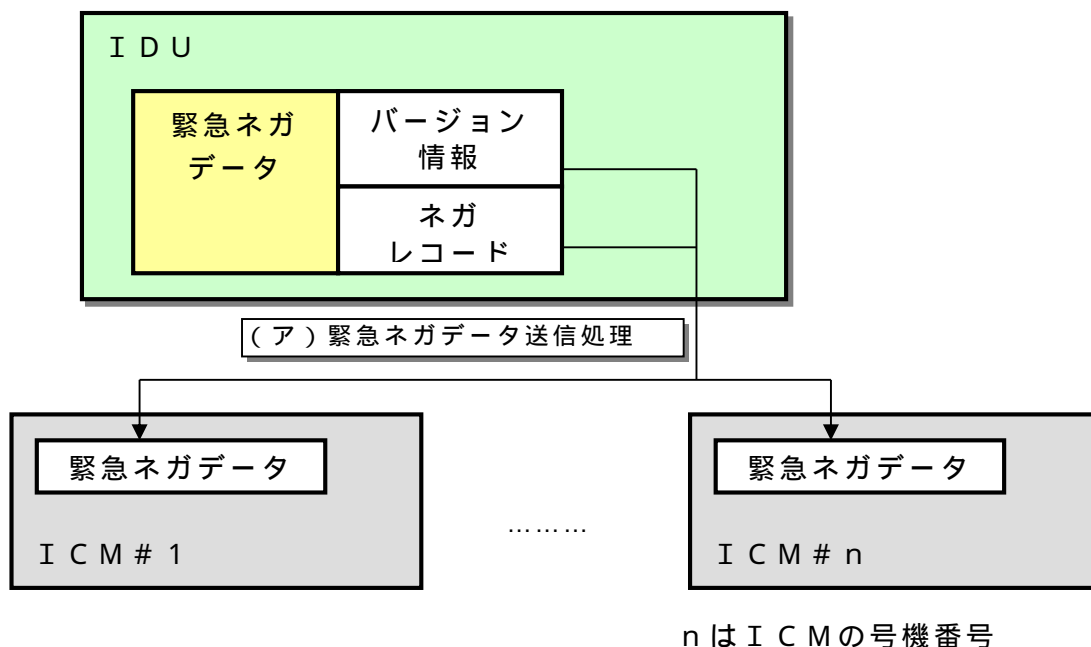 ＩＤＵ
緊急ネガ
データ
バージョン
情報
ネガ
レコード
(ア)緊急ネガデータ送信処理
緊急ネガデータ
ＩＣＭ＃1
………
緊急ネガデータ
ＩＣＭ＃n
nはＩＣＭの号機番号